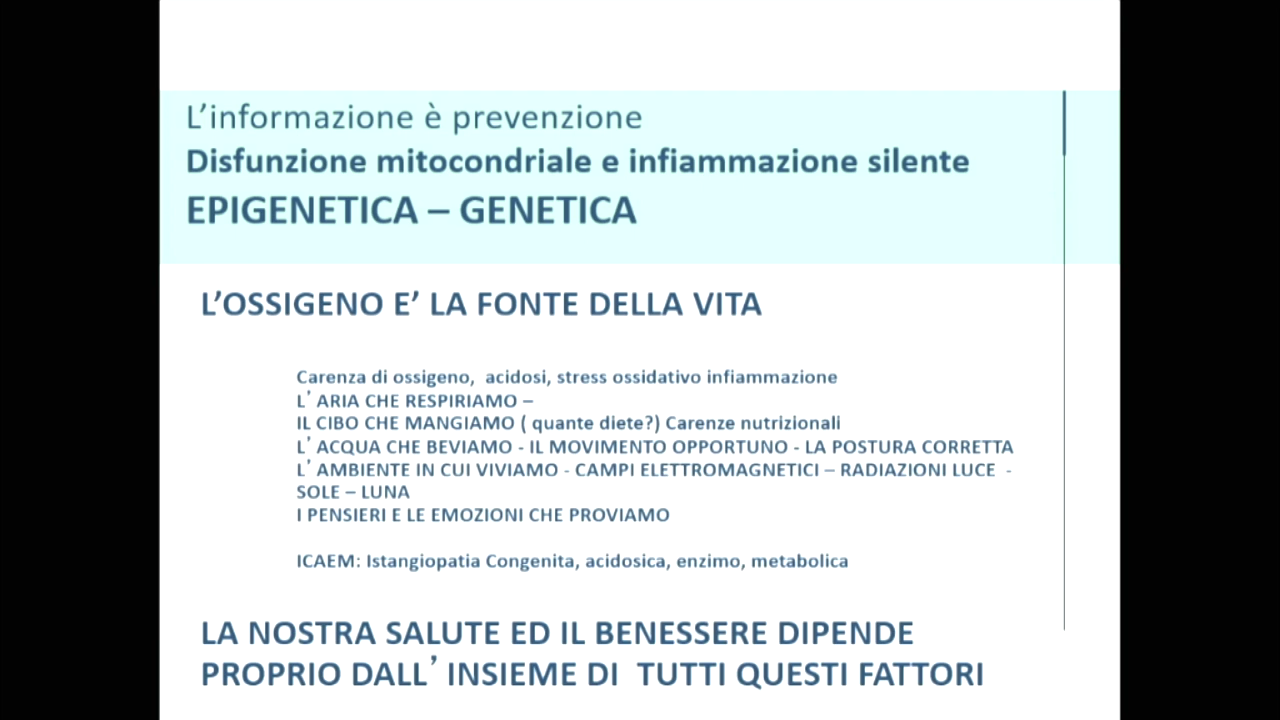 L’informazione è prevenzione
Disfunzione mitocondriale e infiammazione silente
EPIGENETICA – GENETICA
L’OSSIGENO E’ LA FONTE DELLA VITA
Carenza di ossigeno,  acidosi, stress ossidativo infiammazione
L’ ARIA CHE RESPIRIAMO –
IL CIBO CHE MANGIAMO ( quante diete?) Carenze nutrizionali
L’ ACQUA CHE BEVIAMO - IL MOVIMENTO OPPORTUNO - LA POSTURA CORRETTA
L’ AMBIENTE IN CUI VIVIAMO - CAMPI ELETTROMAGNETICI – RADIAZIONI LUCE  -
SOLE – LUNA
I PENSIERI E LE EMOZIONI CHE PROVIAMO
ICAEM: Istangiopatia Congenita, acidosica, enzimo, metabolica
LA NOSTRA SALUTE ED IL BENESSERE DIPENDE
PROPRIO DALL’ INSIEME DI  TUTTI QUESTI FATTORI